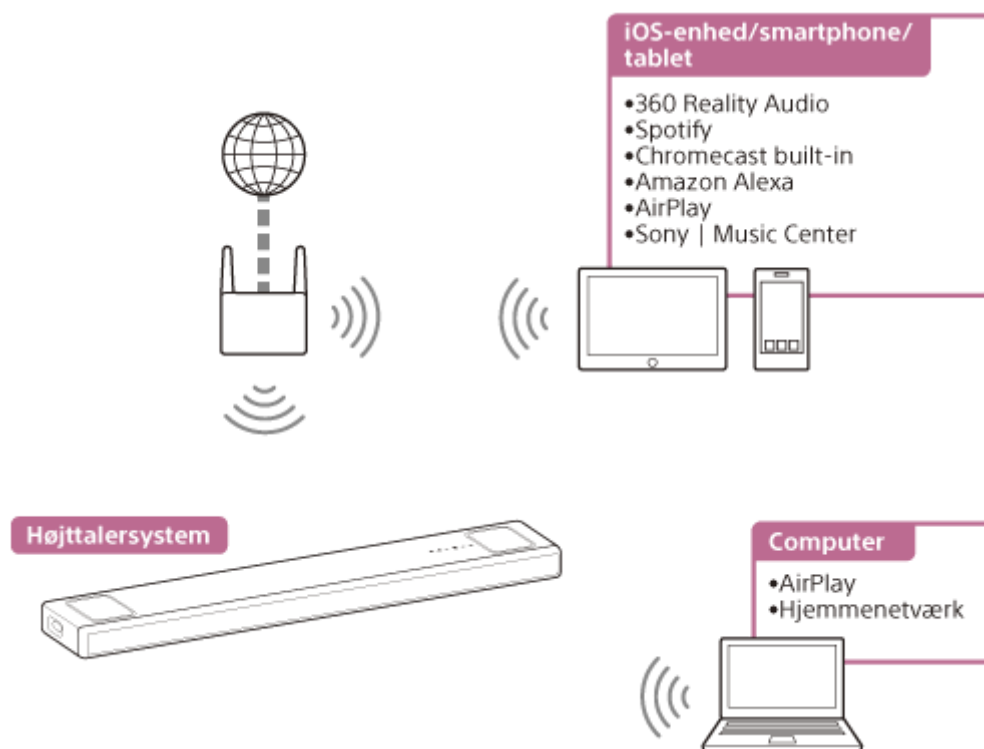 iOS-enhed/smartphone/
tablet
•360 Reality Audio
•Spotify
•Chromecast built-in
•Amazon Alexa
•AirPlay
•Sony | Music Center
Højttalersystem
Computer
•AirPlay
•Hjemmenetværk